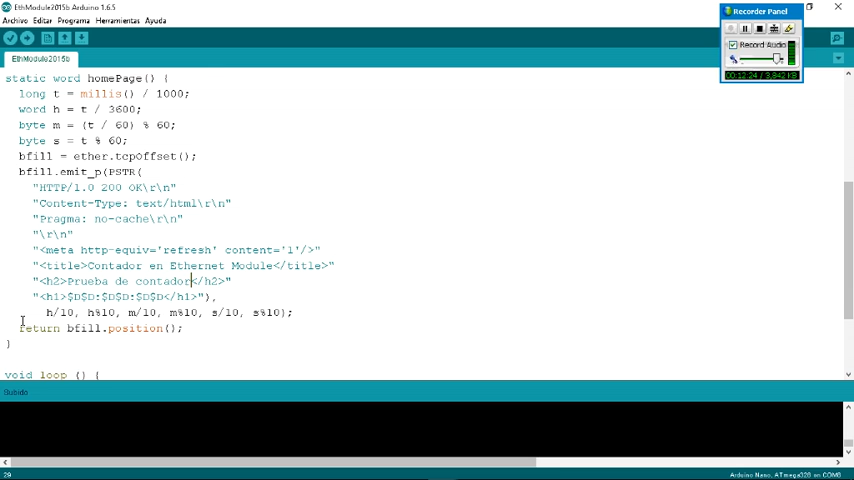 EthModule2015b Arduino 1.6.5
Archivo Editar Programa Herramientas Ayuda
Recorder Panel
Record Audio
00:12:24 / 3,842 KB
EthModule2015b
static word homePage() {
long t = millis() / 1000;
word h = t / 3600;
byte m = (t / 60) % 60;
byte s = t % 60;
bfill = ether.tcpOffset();
bfill.emit_p(PSTR(
"HTTP/1.0 200 OK\r\n"
"Content-Type: text/html\r\n"
"Pragma: no-cache\r\n"
"\r\n"
"<meta http-equiv='refresh' content='1'/>"
"<title>Contador en Ethernet Module</title>"
"<h2>Prueba de contador</h2>"
"<h1>$D$D:$D$D:$D$D</h1>"),
h/10, h%10, m/10, m%10, s/10, s%10);
return bfill.position();
}
void loop () {
Subido
29
Arduino Nano, ATmega328 on COM8